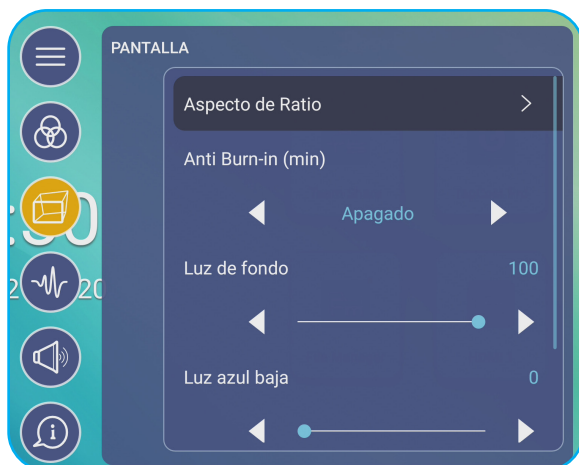 PANTALLA
Aspecto de Ratio
Anti Burn-in (min)
Apagado
Luz de fondo 100
Luz azul baja 0